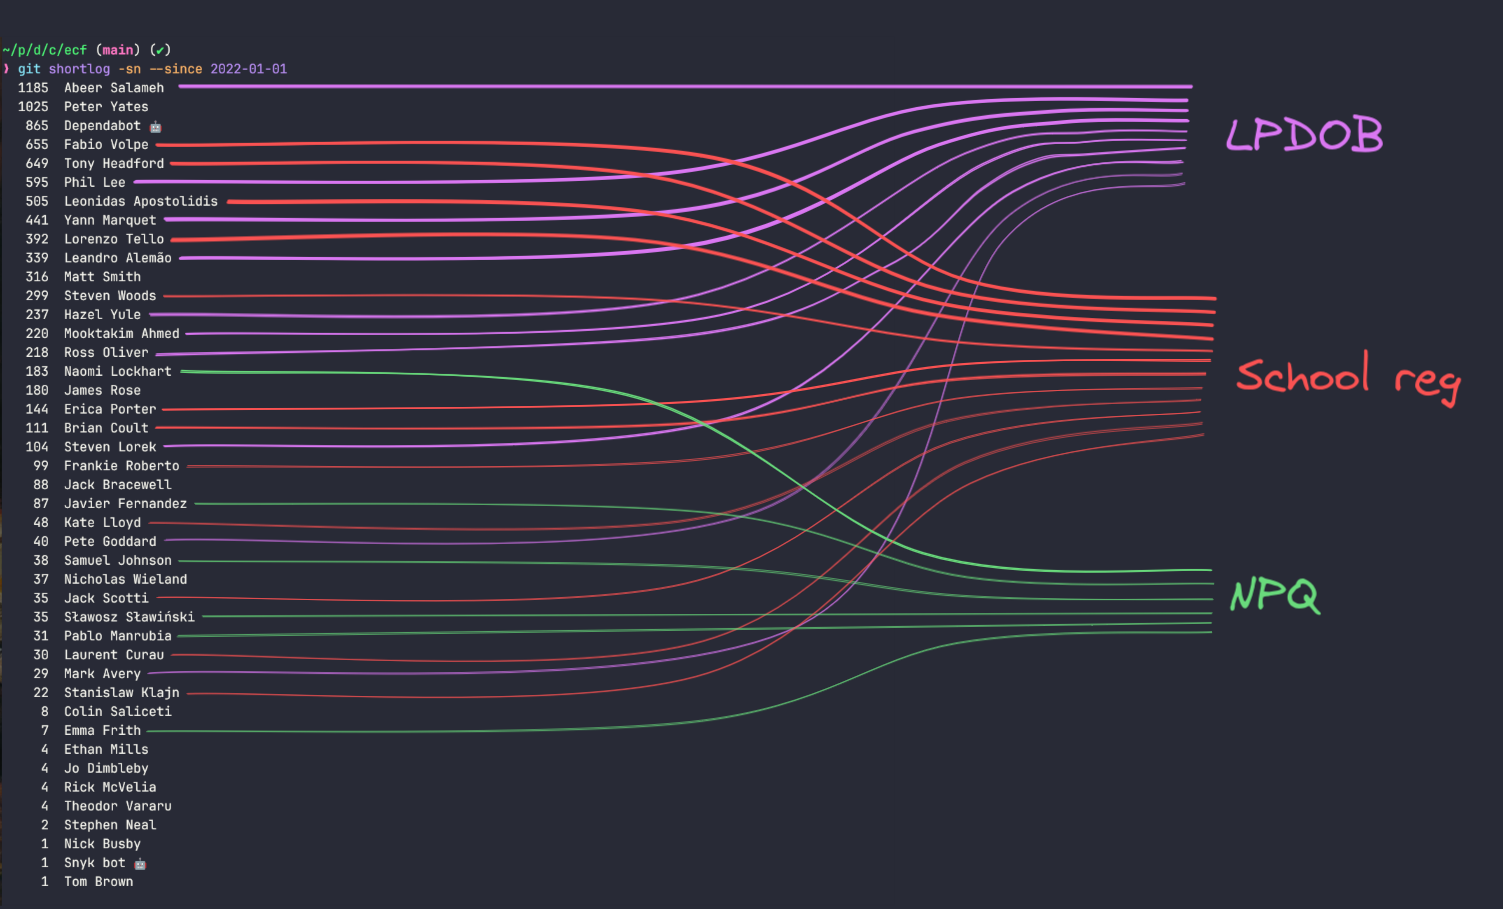 ~/p/d/c/ecf (main) (✔)
❯ git shortlog -sn --since 2022-01-01
1185 Abeer Salameh
1025 Peter Yates
865 Dependabot 🤖
655 Fabio Volpe
649 Tony Headford
595 Phil Lee
505 Leonidas Apostolidis
441 Yann Marquet
392 Lorenzo Tello
339 Leandro Alemão
316 Matt Smith
299 Steven Woods
237 Hazel Yule
220 Mooktakim Ahmed
218 Ross Oliver
183 Naomi Lockhart
180 James Rose
144 Erica Porter
111 Brian Coult
104 Steven Lorek
99 Frankie Roberto
88 Jack Bracewell
87 Javier Fernandez
48 Kate Lloyd
40 Pete Goddard
38 Samuel Johnson
37 Nicholas Wieland
35 Jack Scotti
35 Sławosz Sławiński
31 Pablo Manrubia
30 Laurent Curau
29 Mark Avery
22 Stanislaw Klajn
8 Colin Saliceti
7 Emma Frith
4 Ethan Mills
4 Jo Dimbleby
4 Rick McVelia
4 Theodor Vararu
2 Stephen Neal
1 Nick Busby
1 Snyk bot 🤖
1 Tom Brown
LPDOB
School reg
NPQ